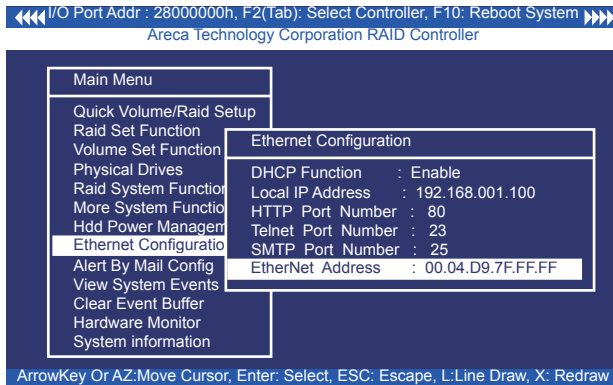 I/O Port Addr : 28000000h, F2(Tab): Select Controller, F10: Reboot System
Areca Technology Corporation RAID Controller
Main Menu
Quick Volume/Raid Setup
Raid Set Function
Volume Set Function
Physical Drives
Raid System Function
More System Functio
Hdd Power Managem
Ethernet Configuratio
Alert By Mail Config
View System Events
Clear Event Buffer
Hardware Monitor
System information
Ethernet Configuration
DHCP Function : Enable
Local IP Address : 192.168.001.100
HTTP Port Number : 80
Telnet Port Number : 23
SMTP Port Number : 25
EtherNet Address : 00.04.D9.7F.FF.FF
ArrowKey Or AZ:Move Cursor, Enter: Select, ESC: Escape, L:Line Draw, X: Redraw